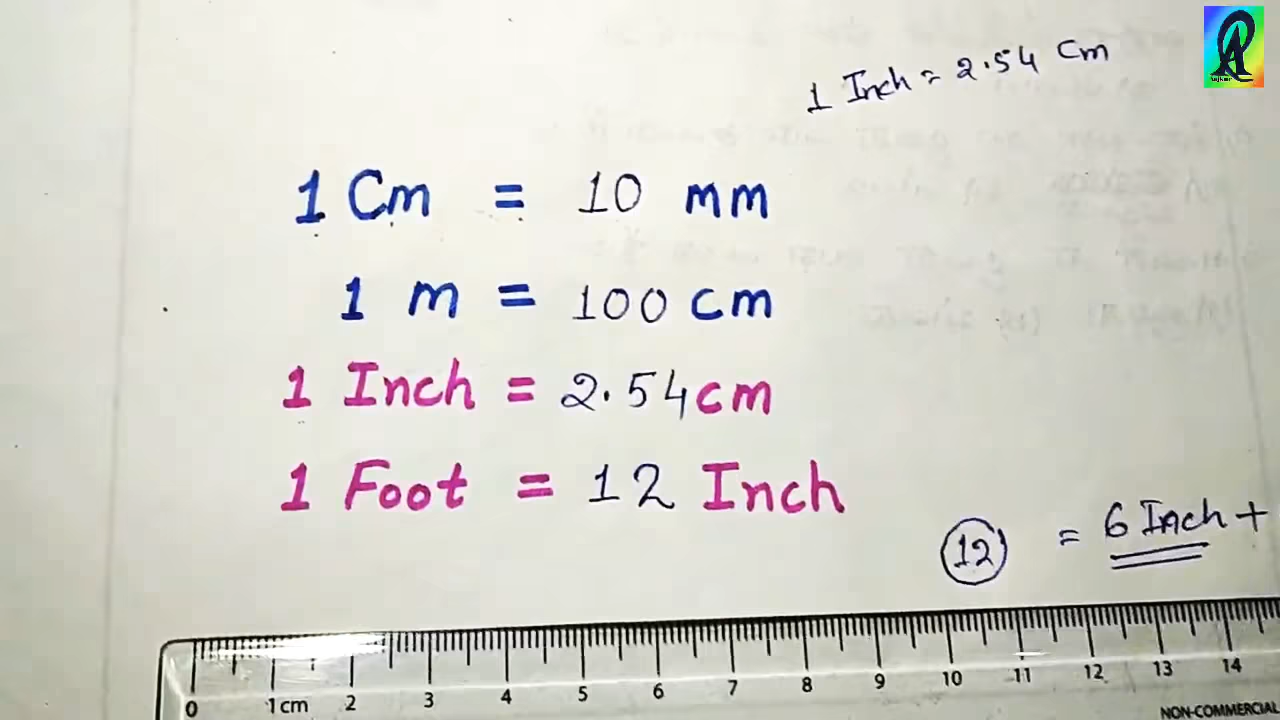 1 Inch = 2.54 Cm
1 Cm = 10 mm
1 m = 100 cm
1 Inch = 2.54cm
1 Foot = 12 Inch
12 = 6 Inch +
0 1cm 2 3 4 5 6 7 8 9 10 11 12 13 14
NON-COMMERCIAL